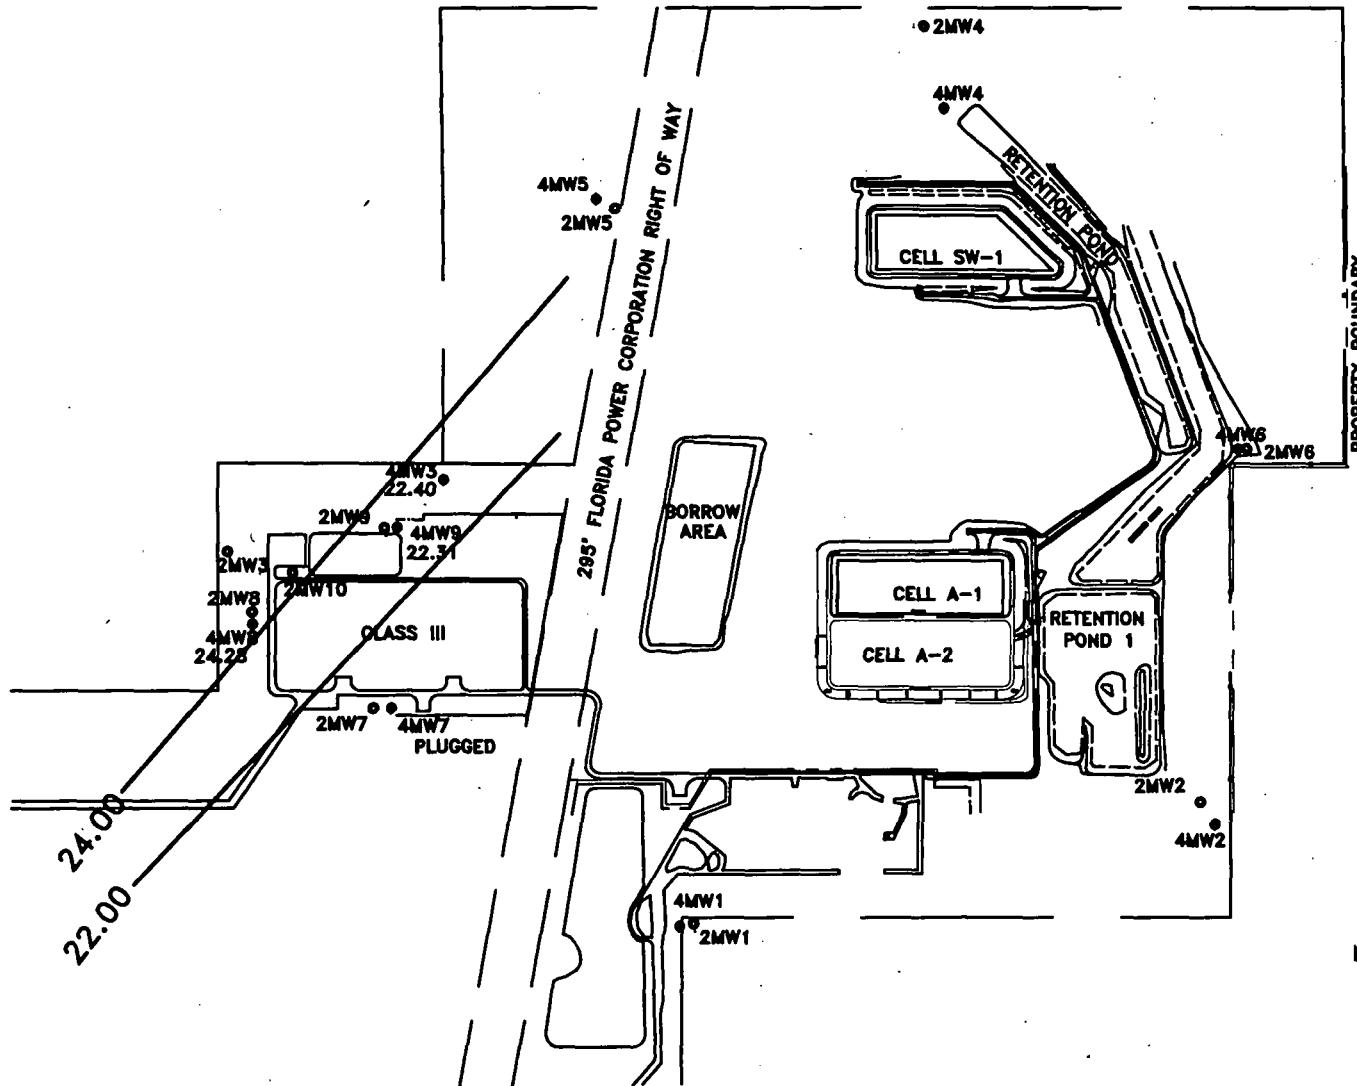 2MW4
4MW4
RETENTION POND
4MW5
2MW5
295' FLORIDA POWER CORPORATION RIGHT OF WAY
CELL SW-1
PROPERTY BOUNDARY
4MW6
2MW6
4MW3
22.40
2MW9
4MW9
22.31
BORROW
AREA
2MW3
2MW10
2MW8
CELL A-1
RETENTION
POND 1
4MW8
24.25
CLASS III
CELL A-2
2MW7
4MW7
PLUGGED
2MW2
24.00
4MW2
22.00
4MW1
2MW1